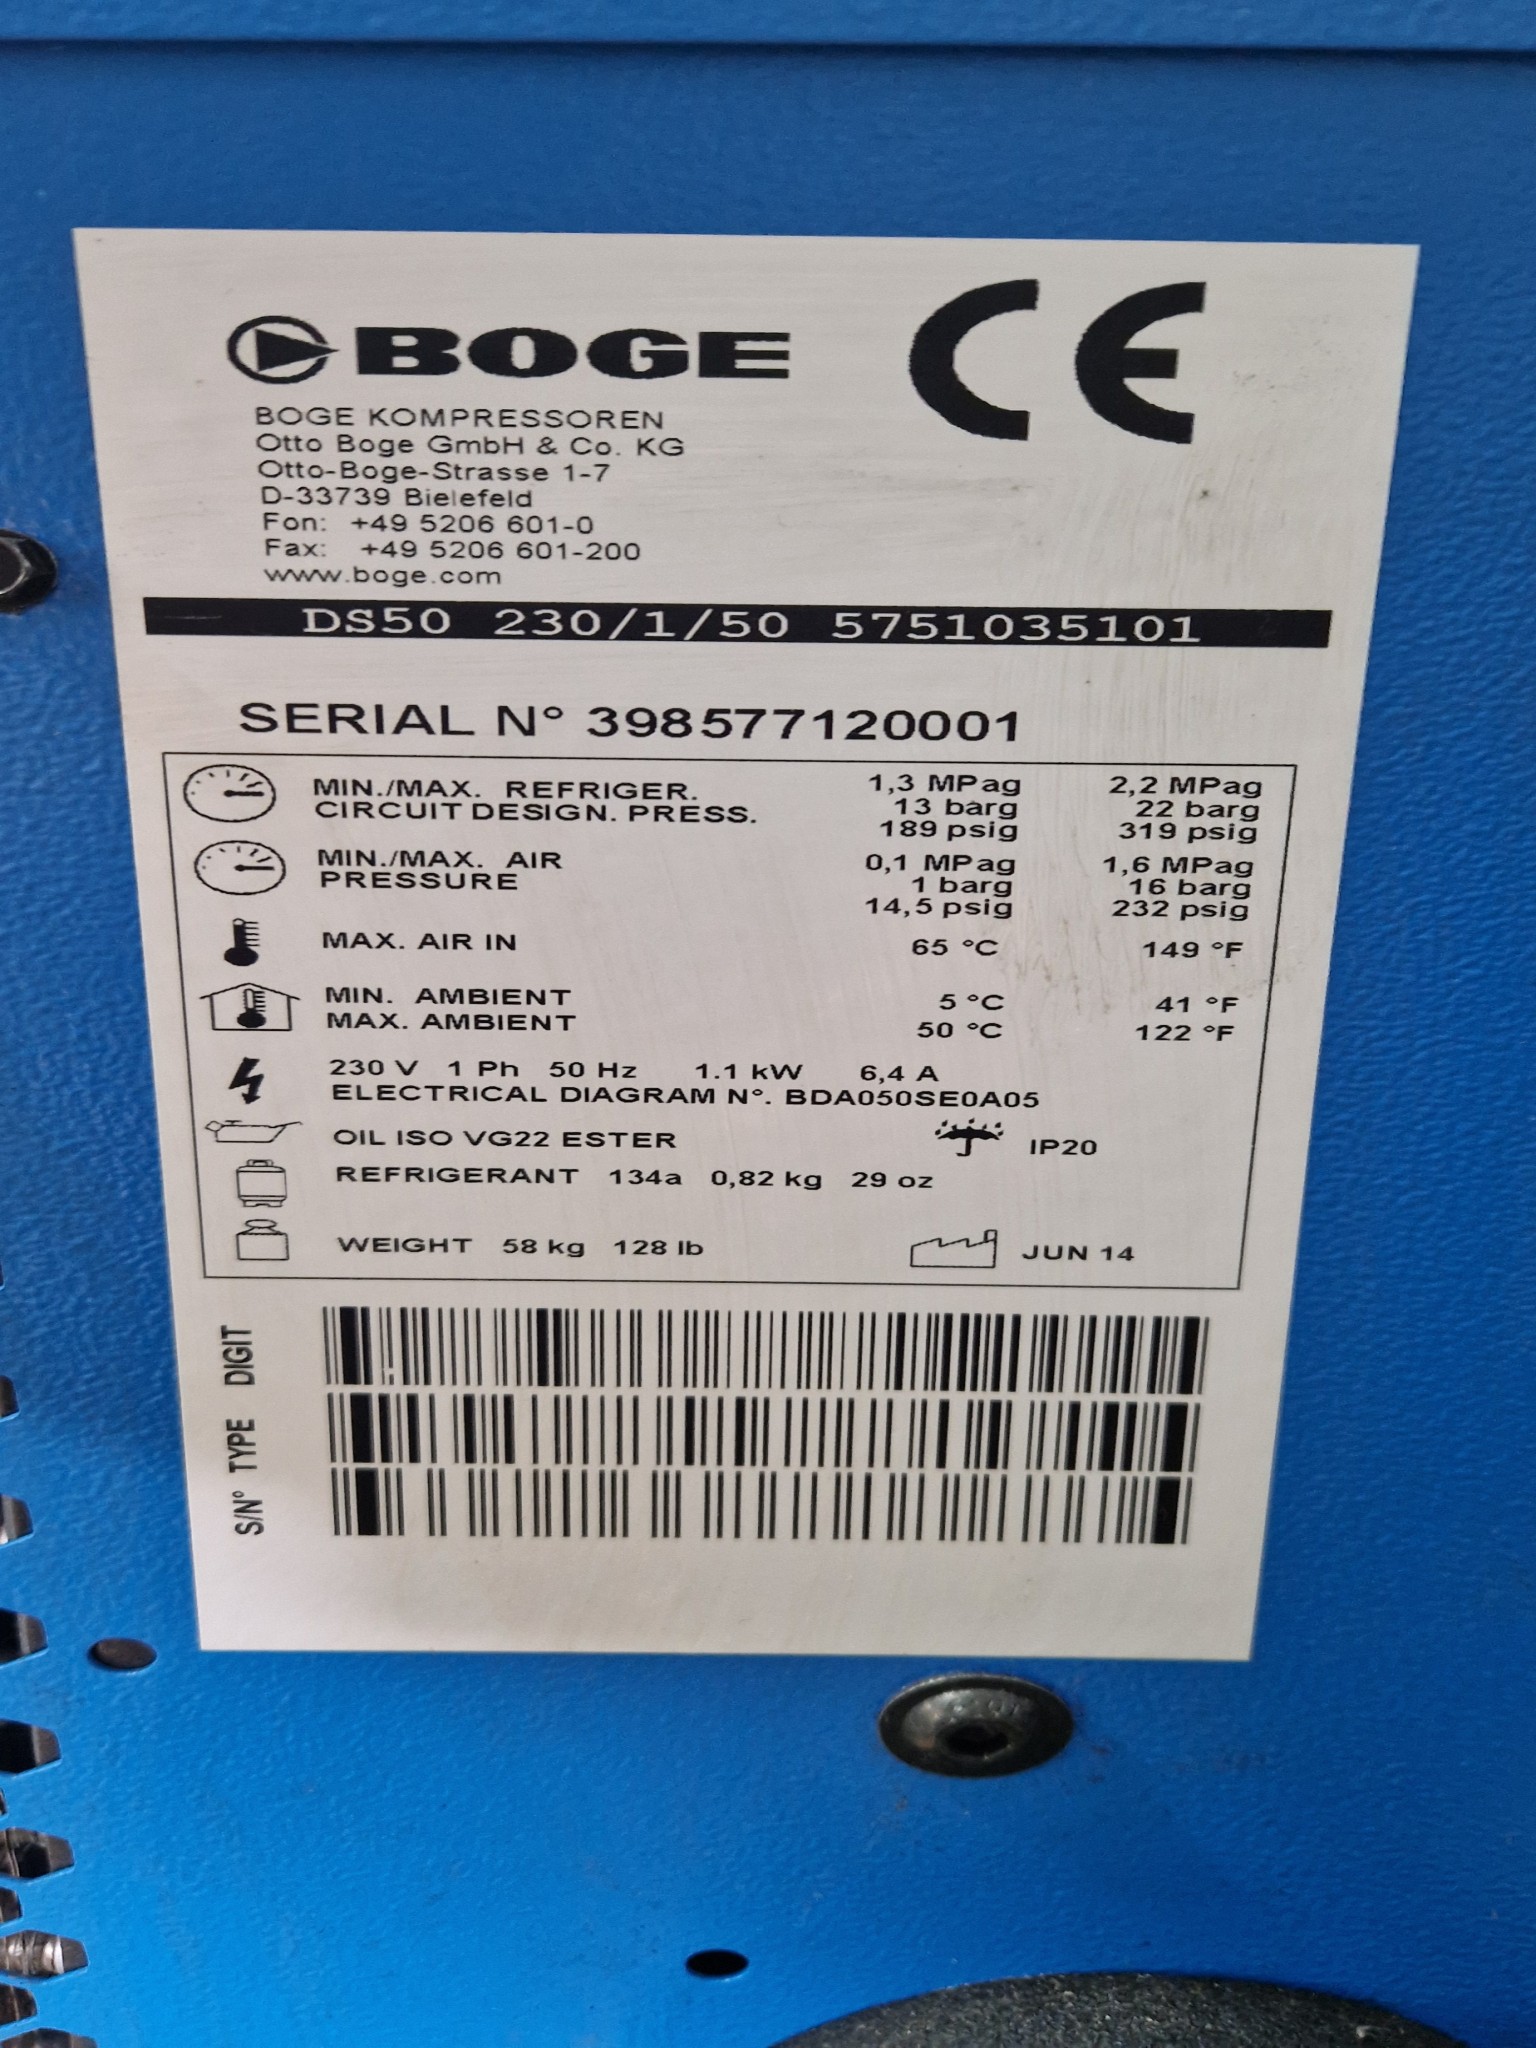 BOGE CE
BOGE KOMPRESSOREN
Otto Boge GmbH & Co. KG
Otto-Boge-Strasse 1-7
D-33739 Bielefeld
Fon: +49 5206 601-0
Fax: +49 5206 601-200
www.boge.com
DS50 230/1/50 5751035101
SERIAL N° 398577120001
MIN./MAX. REFRIGER. 1,3 MPag 2,2 MPag
CIRCUIT DESIGN. PRESS. 13 barg 22 barg
189 psig 319 psig
MIN./MAX. AIR 0,1 MPag 1,6 MPag
PRESSURE 1 barg 16 barg
14,5 psig 232 psig
MAX. AIR IN 65 °C 149 °F
MIN. AMBIENT 5 °C 41 °F
MAX. AMBIENT 50 °C 122 °F
230 V 1 Ph 50 Hz 1.1 kW 6,4 A
ELECTRICAL DIAGRAM N°. BDA050SE0A05
OIL ISO VG22 ESTER IP20
REFRIGERANT 134a 0,82 kg 29 oz
WEIGHT 58 kg 128 lb JUN 14
S/N° TYPE DIGIT